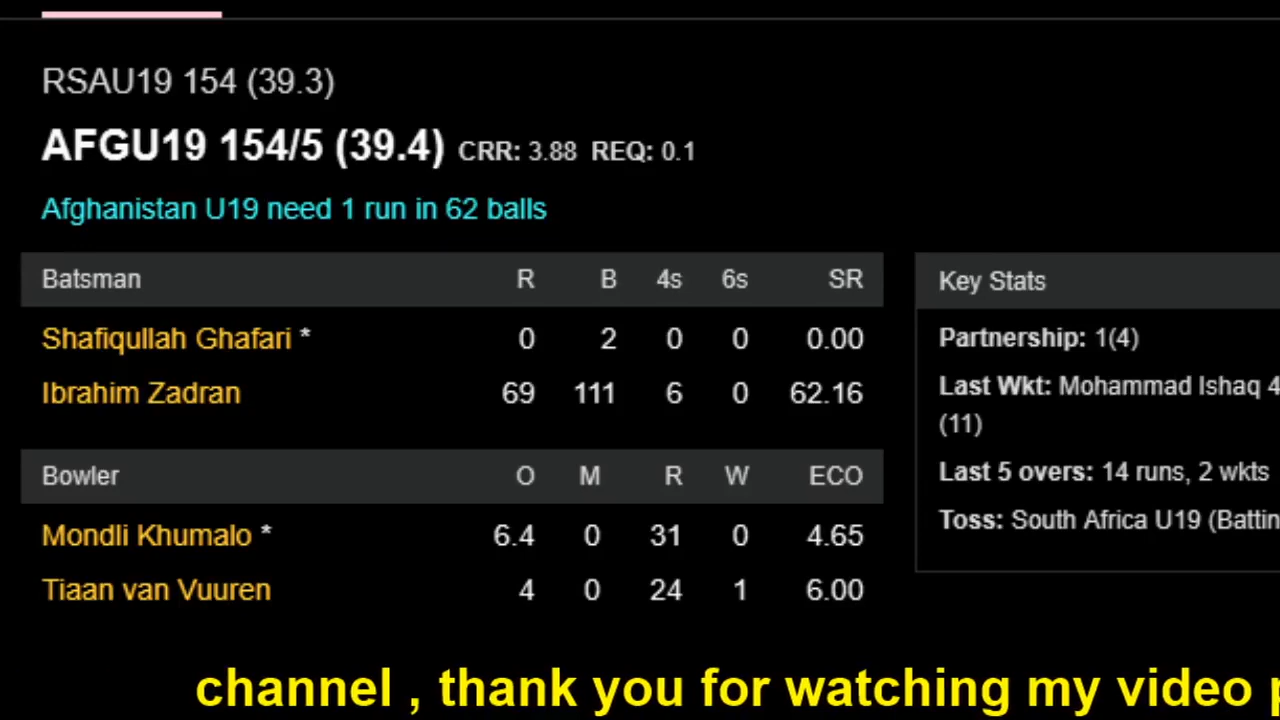 RSAU19 154 (39.3)
AFGU19 154/5 (39.4) CRR: 3.88 REQ: 0.1
Afghanistan U19 need 1 run in 62 balls
Batsman R B 4s 6s SR
Shafiqullah Ghafari * 0 2 0 0 0.00
Ibrahim Zadran 69 111 6 0 62.16
Bowler O M R W ECO
Mondli Khumalo * 6.4 0 31 0 4.65
Tiaan van Vuuren 4 0 24 1 6.00
Key Stats
Partnership: 1(4)
Last Wkt: Mohammad Ishaq 4
(11)
Last 5 overs: 14 runs, 2 wkts
Toss: South Africa U19 (Battin
channel , thank you for watching my video p